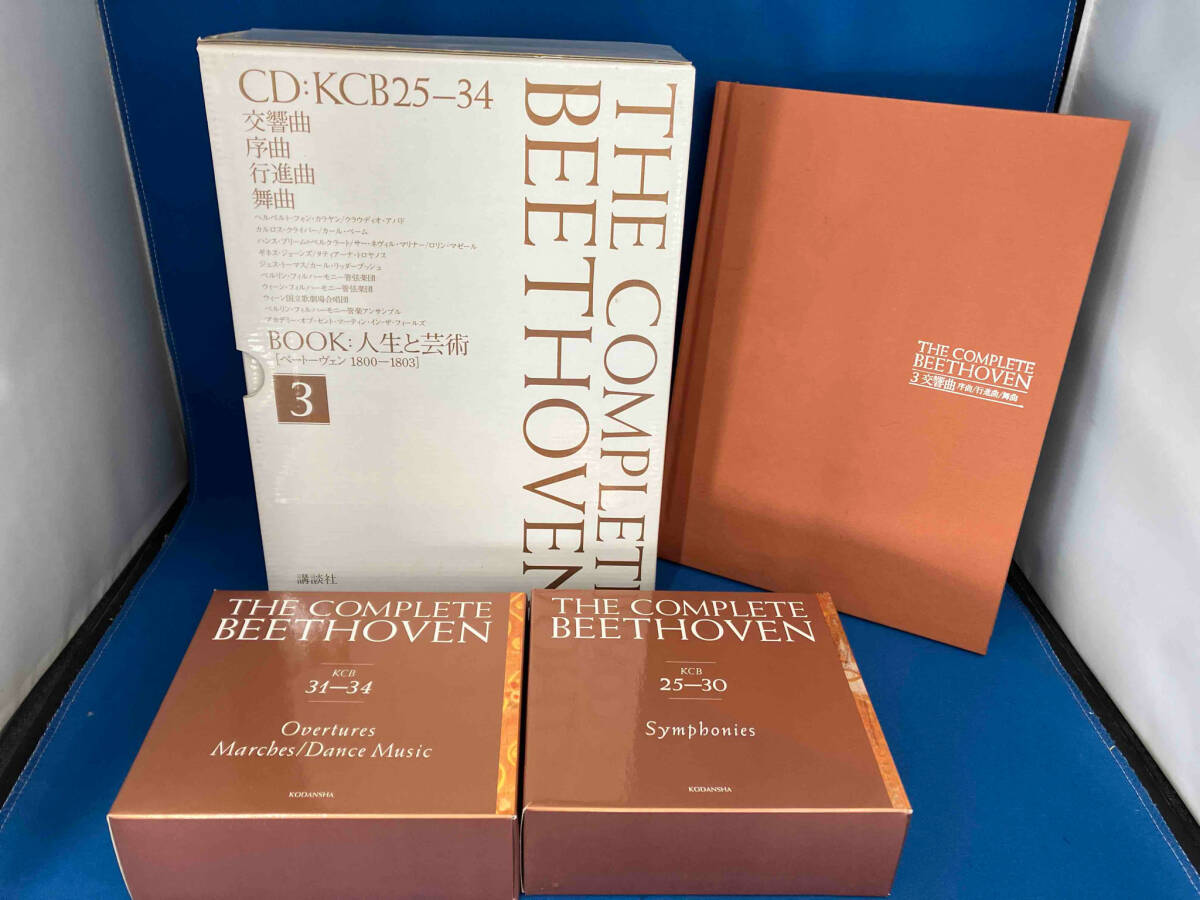 CD:KCB25–34
交響曲
序曲
行進曲
舞曲
ヘルベルト・フォン・カラヤン/クラウディオ・アバド
カルロス・クライバー/カール・ベーム
ハンス・プリーム=ベルクラート/サー・ネヴィル・マリナー/ロリン・マゼール
ギネス・ジョーンズ/タティアーナ・トロヤノス
ジェス・トーマス/カール・リッダーブッシュ
ベルリン・フィルハーモニー管弦楽団
ウィーン・フィルハーモニー管弦楽団
ウィーン国立歌劇場合唱団
ベルリン・フィルハーモニー管楽アンサンブル
アカデミー・オブ・セント・マーティン・イン・ザ・フィールズ
BOOK:人生と芸術
[ベートーヴェン 1800—1803]
3
講談社
THE COMPLETE
BEETHOVEN
THE COMPLETE
BEETHOVEN
3 交響曲 序曲/行進曲/舞曲
THE COMPLETE
BEETHOVEN
KCB
31—34
Overtures
Marches/Dance Music
KODANSHA
THE COMPLETE
BEETHOVEN
KCB
25—30
Symphonies
KODANSHA